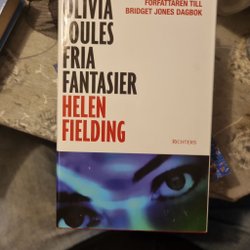 FÖRFATTAREN TILL
BRIDGET JONES DAGBOK
OLIVIA
JOULES
FRIA
FANTASIER
HELEN
FIELDING
RICHTERS